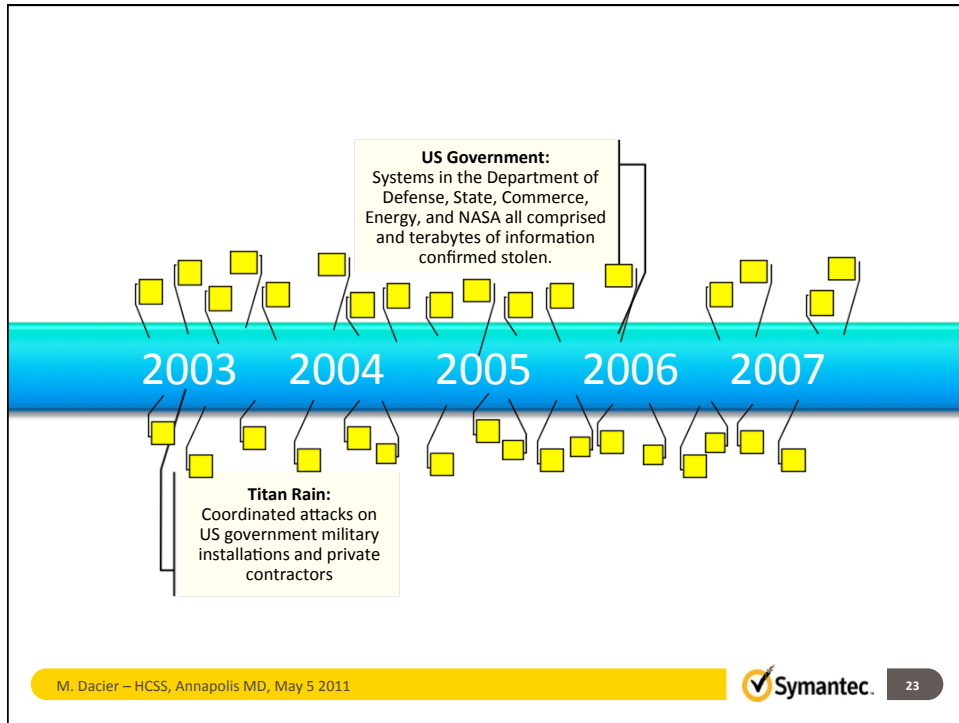 US Government:
Systems in the Department of
Defense, State, Commerce,
Energy, and NASA all comprised
and terabytes of information
confirmed stolen.
2003 2004 2005 2006 2007
Titan Rain:
Coordinated attacks on
US government military
installations and private
contractors
M. Dacier – HCSS, Annapolis MD, May 5 2011
Symantec.
23